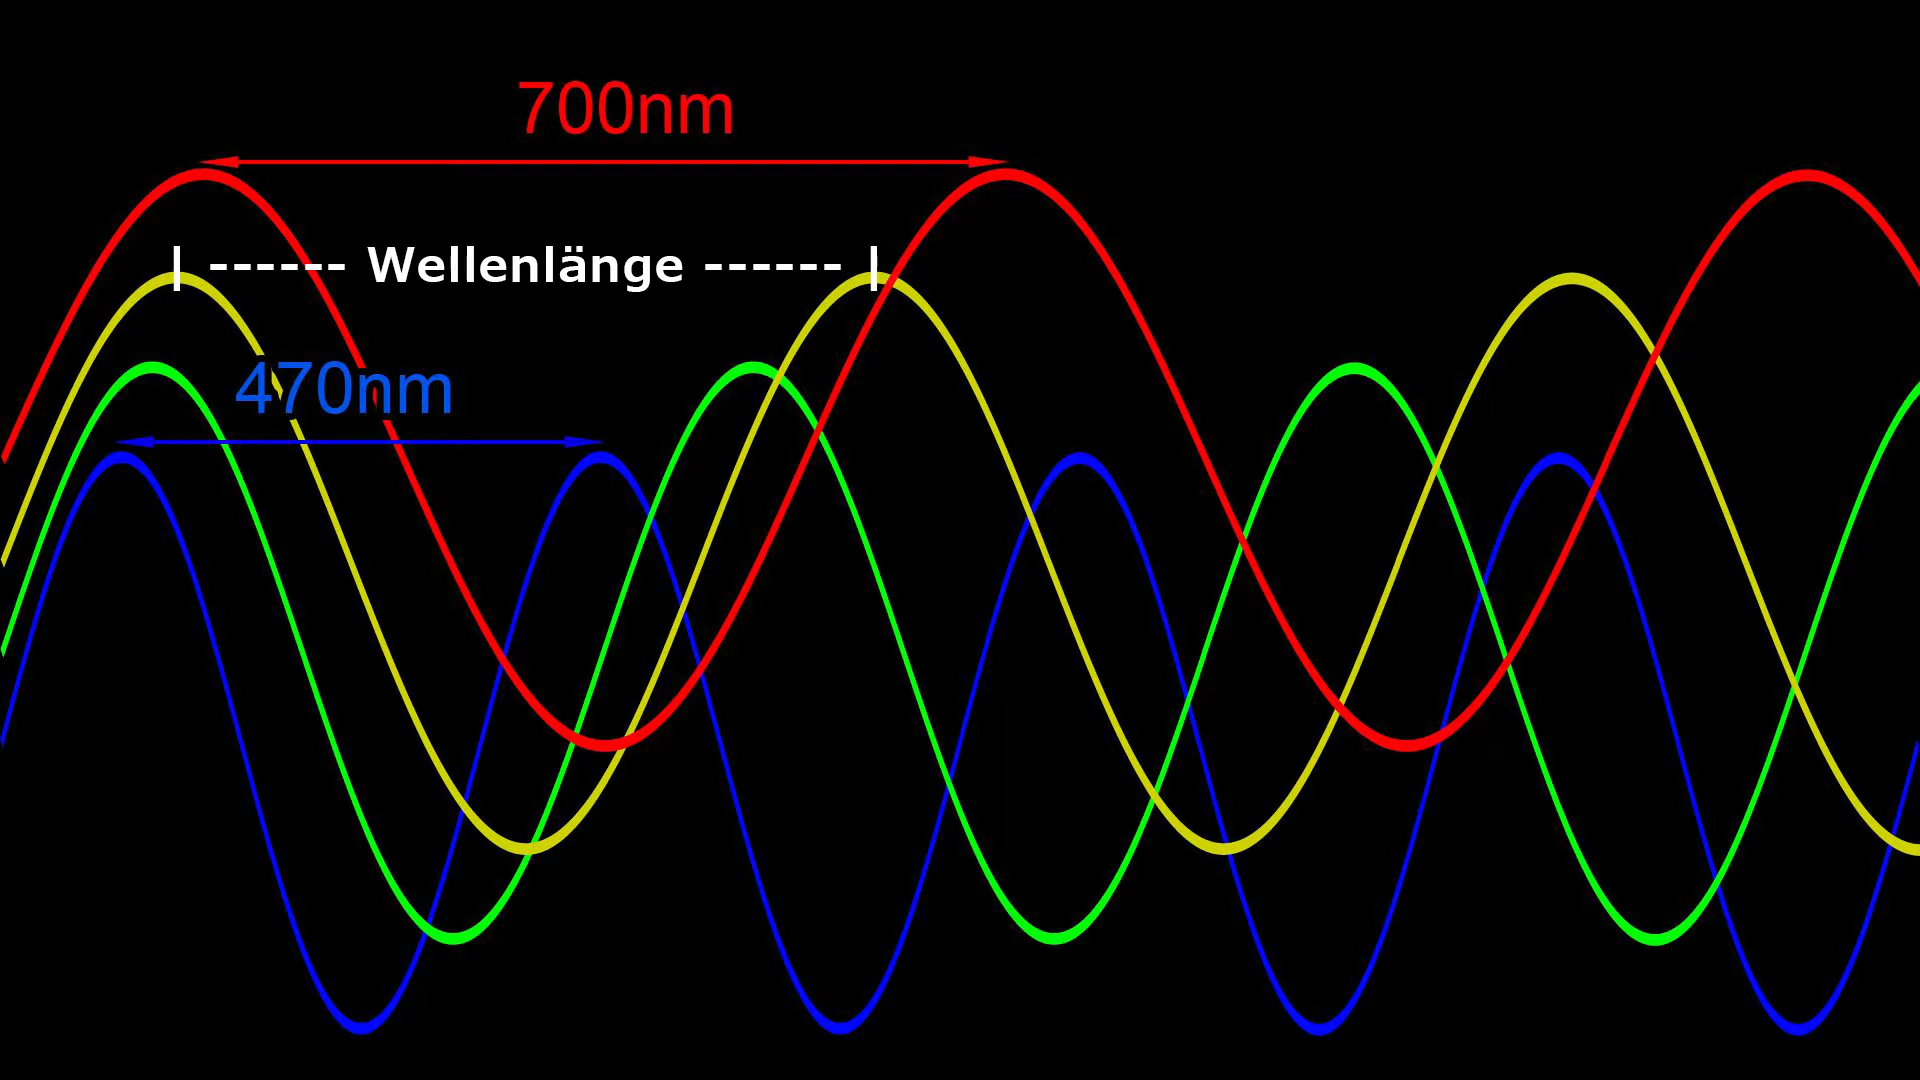 700nm
| ------ Wellenlänge ------ |
470nm